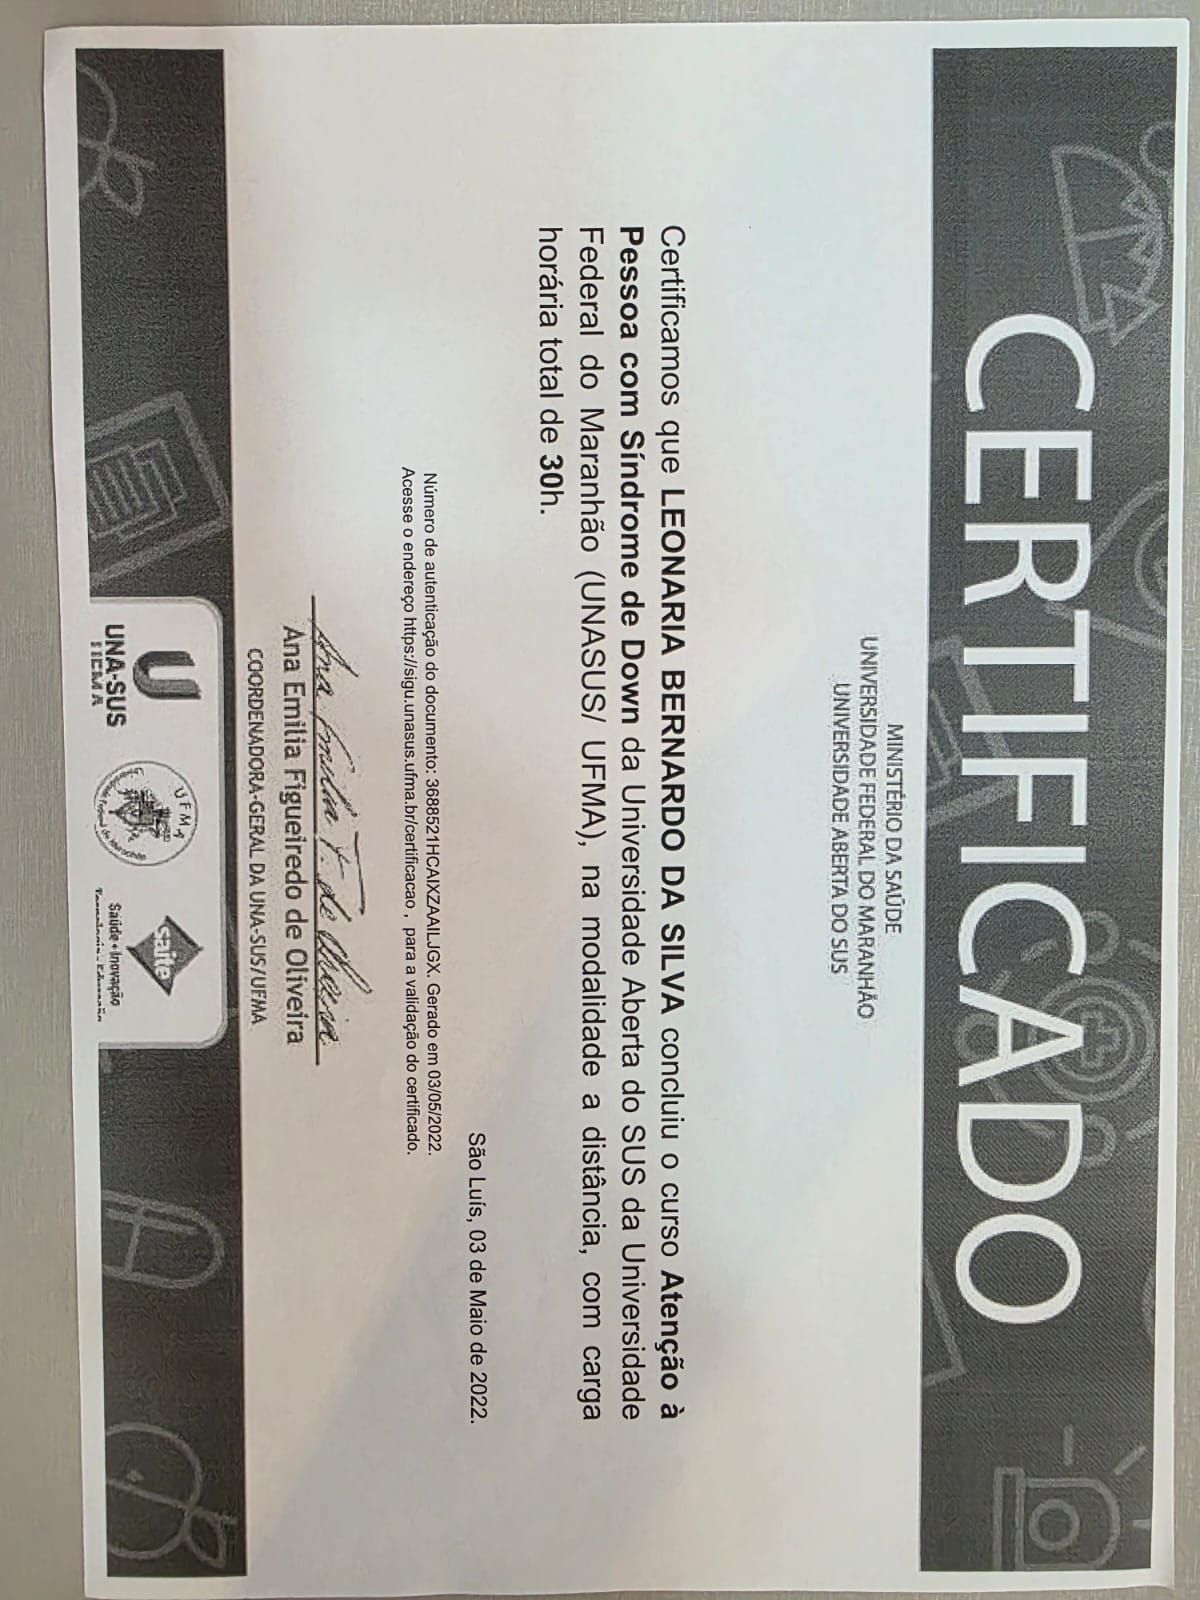 CERTIFICADO
MINISTÉRIO DA SAÚDE
UNIVERSIDADE FEDERAL DO MARANHÃO
UNIVERSIDADE ABERTA DO SUS
Certificamos que LEONARIA BERNARDO DA SILVA concluiu o curso Atenção à
Pessoa com Síndrome de Down da Universidade Aberta do SUS da Universidade
Federal do Maranhão (UNASUS/ UFMA), na modalidade a distância, com carga
horária total de 30h.
São Luís, 03 de Maio de 2022.
Número de autenticação do documento: 3688521HCAIXZAAILJGX. Gerado em 03/05/2022.
Acesse o endereço https://sigu.unasus.ufma.br/certificacao , para a validação do certificado.
Ana Emilia F. de Oliveira
Ana Emilia Figueiredo de Oliveira
COORDENADORA-GERAL DA UNA-SUS/UFMA
UNA-SUS
UFMA
UFMA
saite
Saúde • Inovação